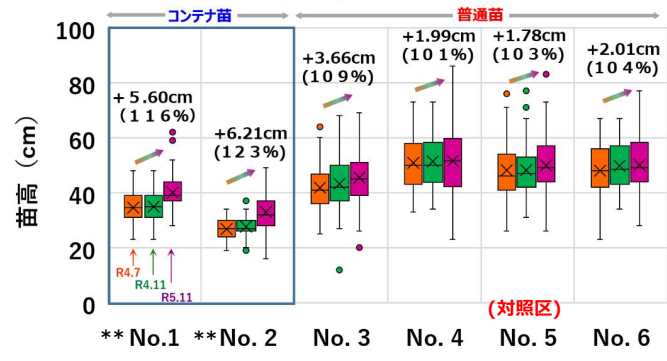 コンテナ苗
普通苗
苗高（cm）
100
80
60
40
20
0
+ 5.60cm
(１１６％)
+6.21cm
(１２３％)
+3.66cm
(１０９％)
+1.99cm
(１０１％)
+1.78cm
(１０３％)
+2.01cm
(１０４％)
R4.7
R4.11
R5.11
(対照区)
** No.1
** No. 2
No. 3
No. 4
No. 5
No. 6